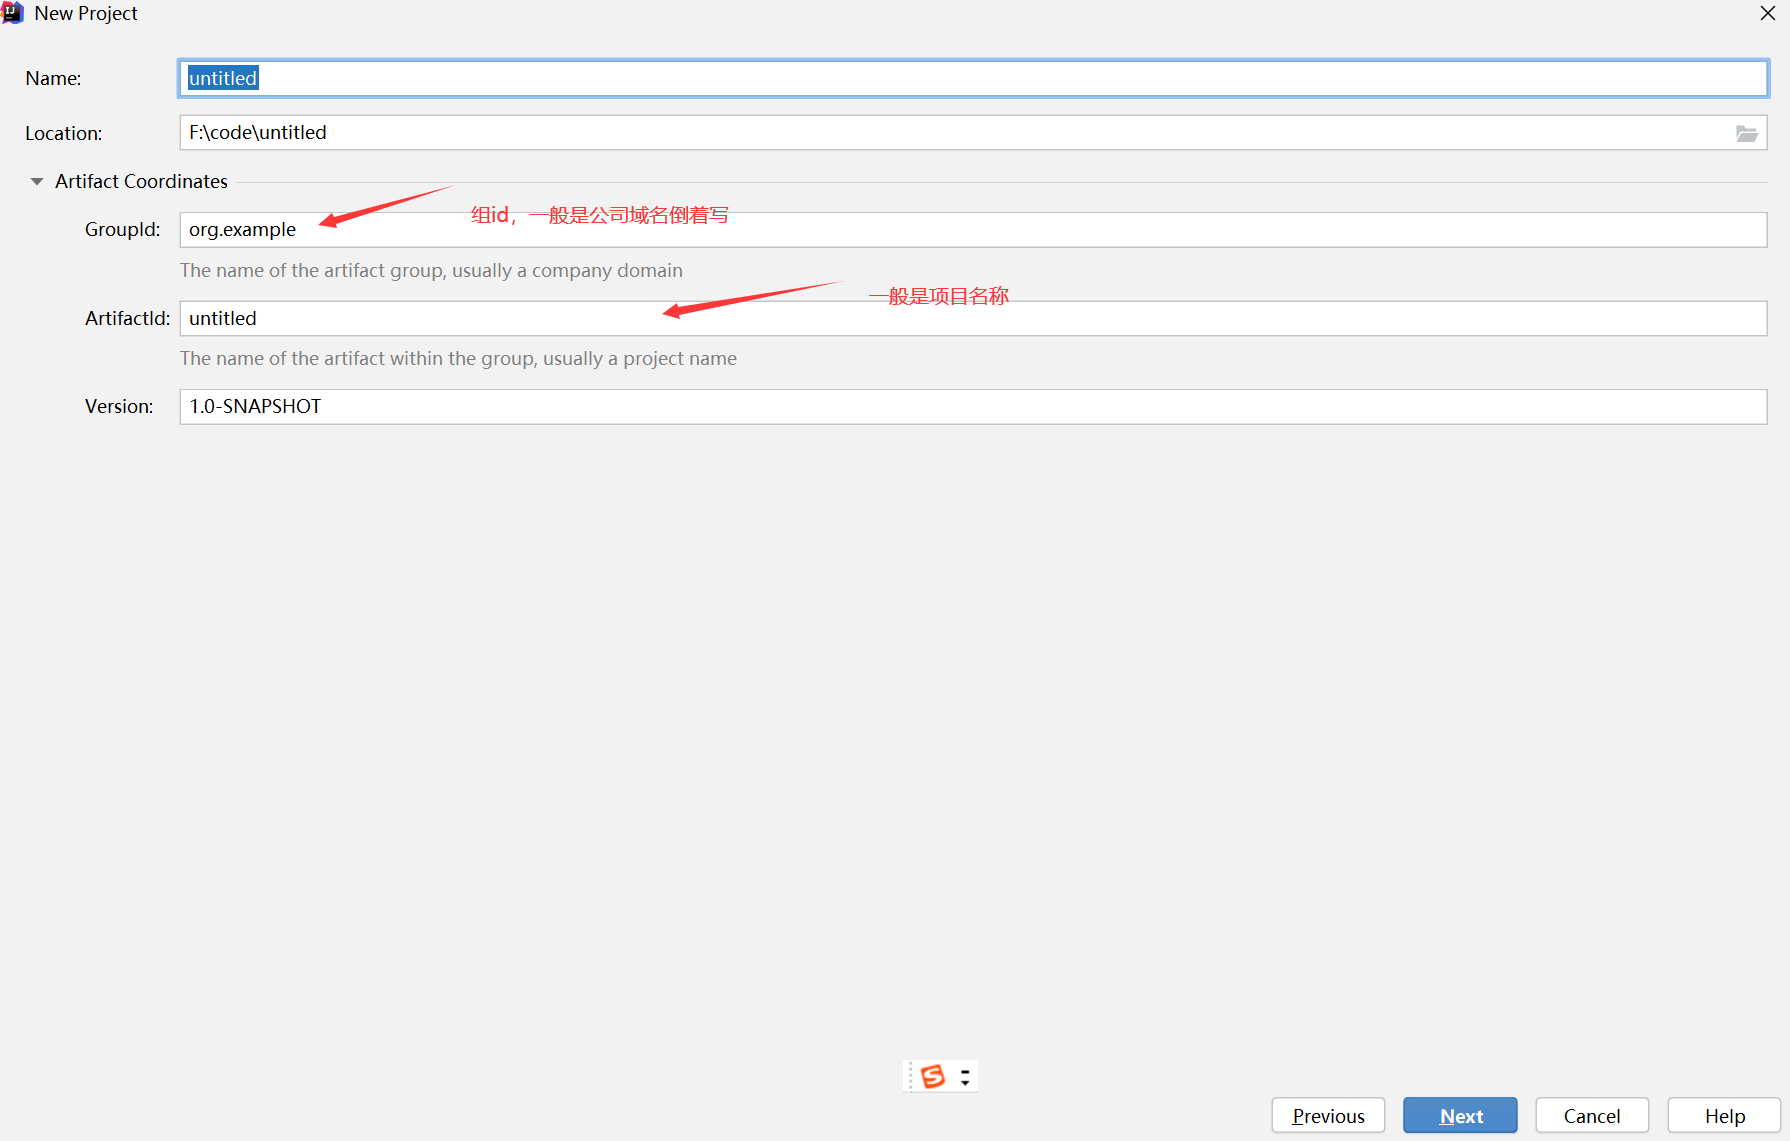 New Project
Name: untitled
Location: F:\code\untitled
Artifact Coordinates
组id，一般是公司域名倒着写
GroupId: org.example
The name of the artifact group, usually a company domain
一般是项目名称
ArtifactId: untitled
The name of the artifact within the group, usually a project name
Version: 1.0-SNAPSHOT
Previous Next Cancel Help